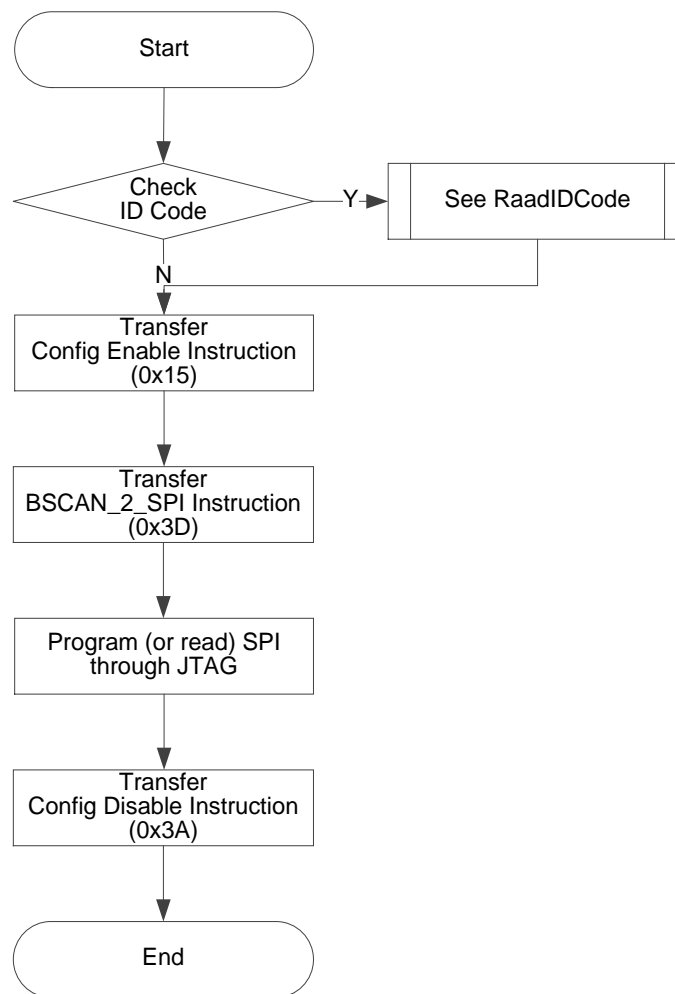 Start
Check
ID Code
Y
See RaadIDCode
N
Transfer
Config Enable Instruction
(0x15)
Transfer
BSCAN_2_SPI Instruction
(0x3D)
Program (or read) SPI
through JTAG
Transfer
Config Disable Instruction
(0x3A)
End